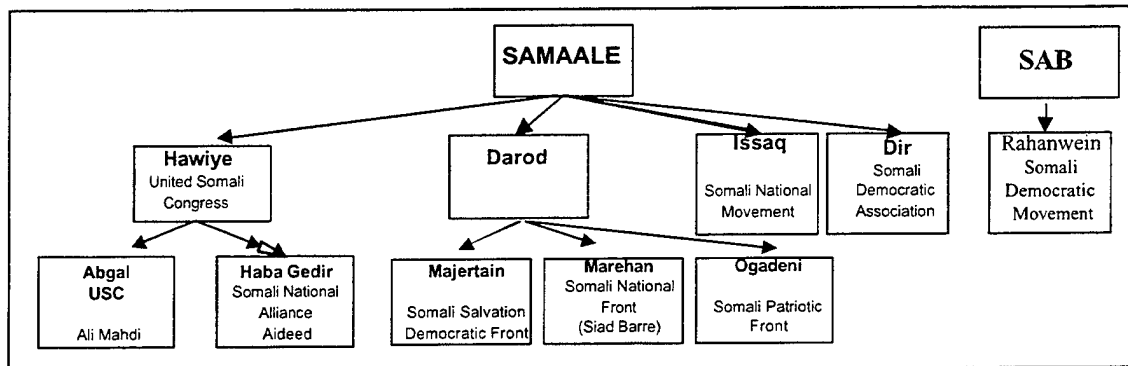 SAMAALE
SAB
Hawiye
United Somali
Congress
Darod
Issaq
Somali National
Movement
Dir
Somali
Democratic
Association
Rahanwein
Somali
Democratic
Movement
Abgal
USC
Ali Mahdi
Haba Gedir
Somali National
Alliance
Aideed
Majertain
Somali Salvation
Democratic Front
Marehan
Somali National
Front
(Siad Barre)
Ogadeni
Somali Patriotic
Front